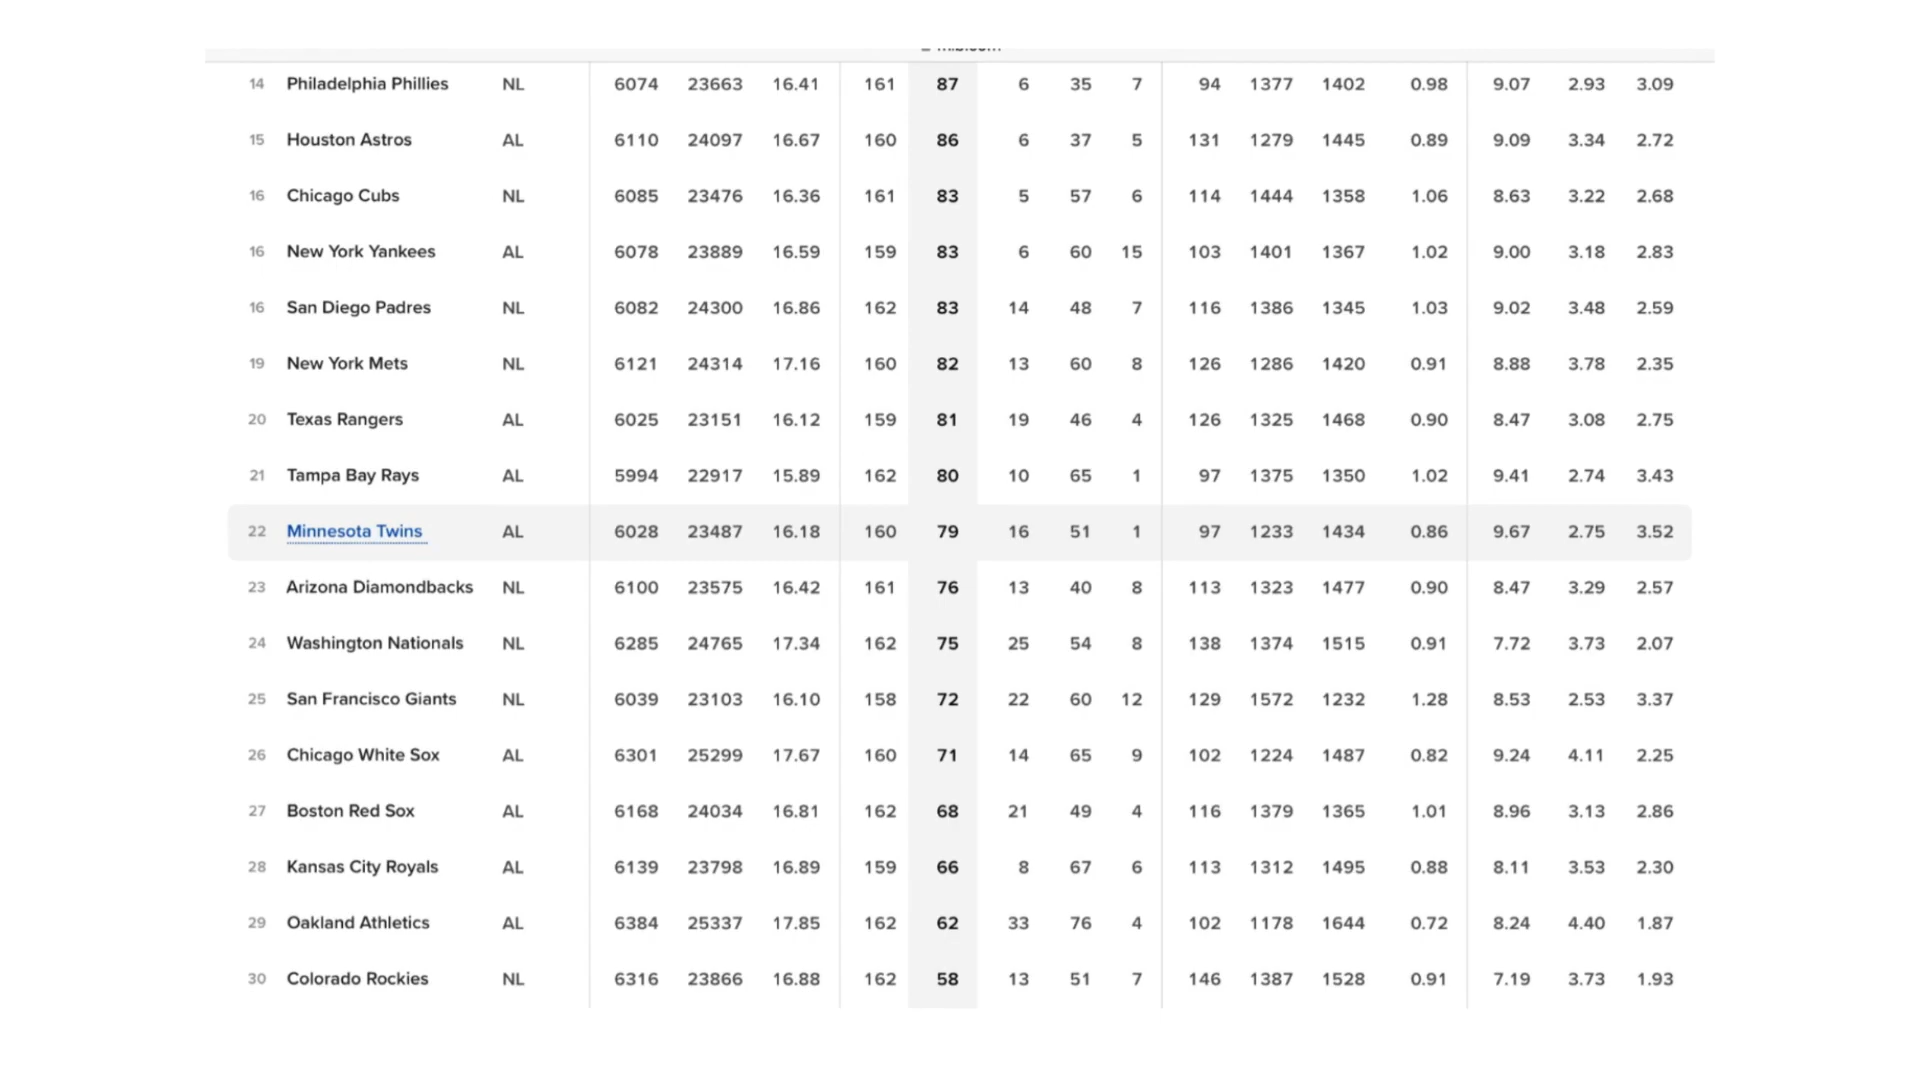 14 Philadelphia Phillies NL 6074 23663 16.41 161 87 6 35 7 94 1377 1402 0.98 9.07 2.93 3.09
15 Houston Astros AL 6110 24097 16.67 160 86 6 37 5 131 1279 1445 0.89 9.09 3.34 2.72
16 Chicago Cubs NL 6085 23476 16.36 161 83 5 57 6 114 1444 1358 1.06 8.63 3.22 2.68
16 New York Yankees AL 6078 23889 16.59 159 83 6 60 15 103 1401 1367 1.02 9.00 3.18 2.83
16 San Diego Padres NL 6082 24300 16.86 162 83 14 48 7 116 1386 1345 1.03 9.02 3.48 2.59
19 New York Mets NL 6121 24314 17.16 160 82 13 60 8 126 1286 1420 0.91 8.88 3.78 2.35
20 Texas Rangers AL 6025 23151 16.12 159 81 19 46 4 126 1325 1468 0.90 8.47 3.08 2.75
21 Tampa Bay Rays AL 5994 22917 15.89 162 80 10 65 1 97 1375 1350 1.02 9.41 2.74 3.43
22 Minnesota Twins AL 6028 23487 16.18 160 79 16 51 1 97 1233 1434 0.86 9.67 2.75 3.52
23 Arizona Diamondbacks NL 6100 23575 16.42 161 76 13 40 8 113 1323 1477 0.90 8.47 3.29 2.57
24 Washington Nationals NL 6285 24765 17.34 162 75 25 54 8 138 1374 1515 0.91 7.72 3.73 2.07
25 San Francisco Giants NL 6039 23103 16.10 158 72 22 60 12 129 1572 1232 1.28 8.53 2.53 3.37
26 Chicago White Sox AL 6301 25299 17.67 160 71 14 65 9 102 1224 1487 0.82 9.24 4.11 2.25
27 Boston Red Sox AL 6168 24034 16.81 162 68 21 49 4 116 1379 1365 1.01 8.96 3.13 2.86
28 Kansas City Royals AL 6139 23798 16.89 159 66 8 67 6 113 1312 1495 0.88 8.11 3.53 2.30
29 Oakland Athletics AL 6384 25337 17.85 162 62 33 76 4 102 1178 1644 0.72 8.24 4.40 1.87
30 Colorado Rockies NL 6316 23866 16.88 162 58 13 51 7 146 1387 1528 0.91 7.19 3.73 1.93